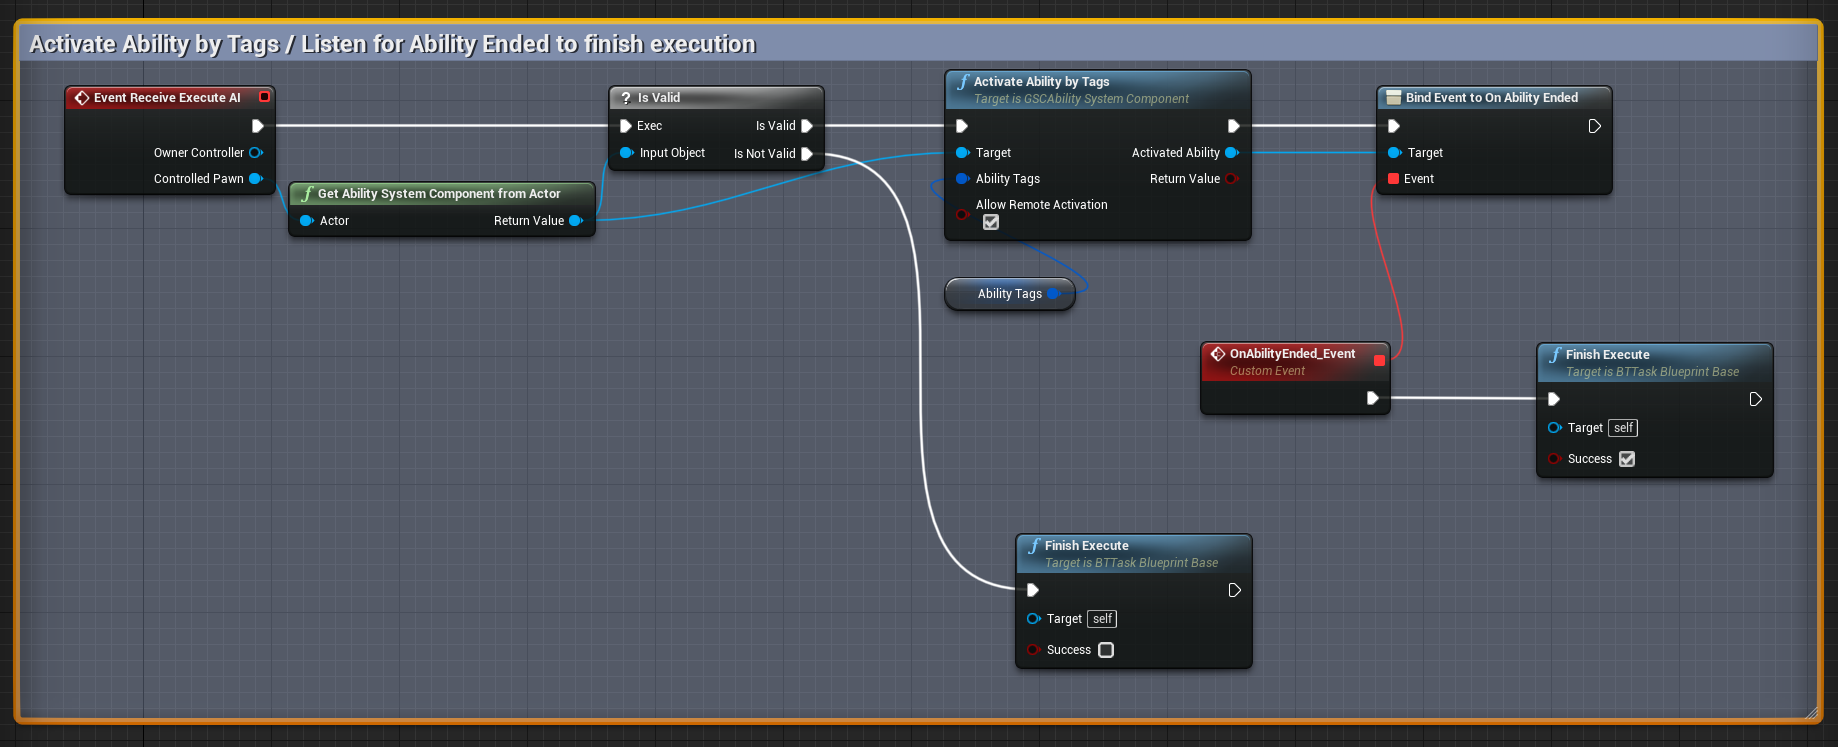 Activate Ability by Tags / Listen for Ability Ended to finish execution
Event Receive Execute AI
Owner Controller
Controlled Pawn
Get Ability System Component from Actor
Actor
Return Value
? Is Valid
Exec
Is Valid
Input Object
Is Not Valid
Activate Ability by Tags
Target is GSCAbility System Component
Target
Activated Ability
Ability Tags
Return Value
Allow Remote Activation
Ability Tags
Bind Event to On Ability Ended
Target
Event
OnAbilityEnded_Event
Custom Event
Finish Execute
Target is BTTask Blueprint Base
Target self
Success
Finish Execute
Target is BTTask Blueprint Base
Target self
Success